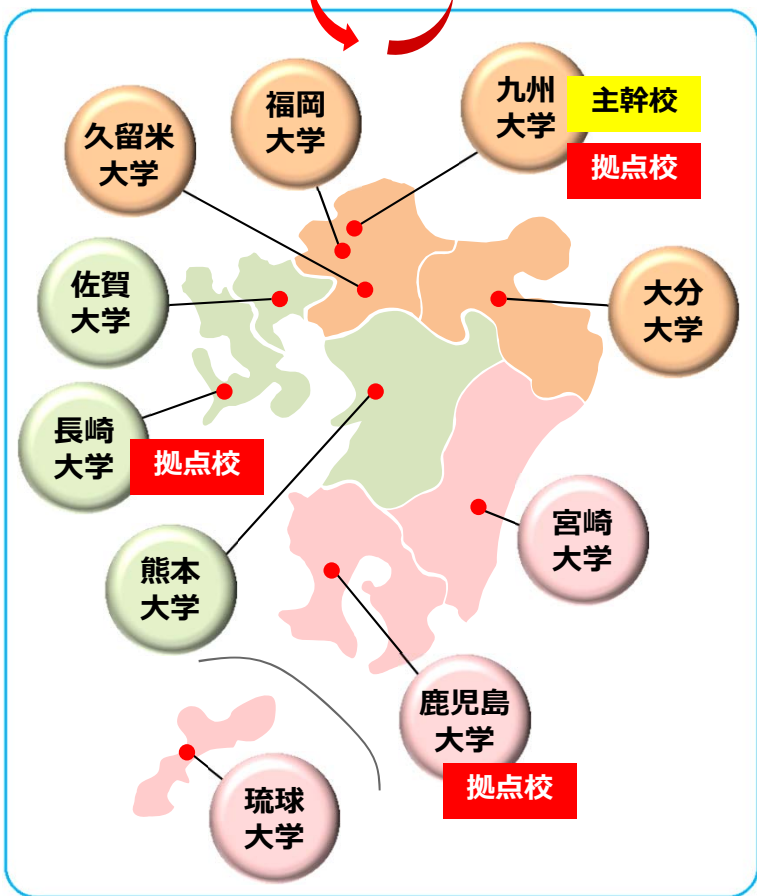 福岡
大学
九州
大学
主幹校
拠点校
久留米
大学
佐賀
大学
大分
大学
長崎
大学
拠点校
宮崎
大学
熊本
大学
鹿児島
大学
拠点校
琉球
大学